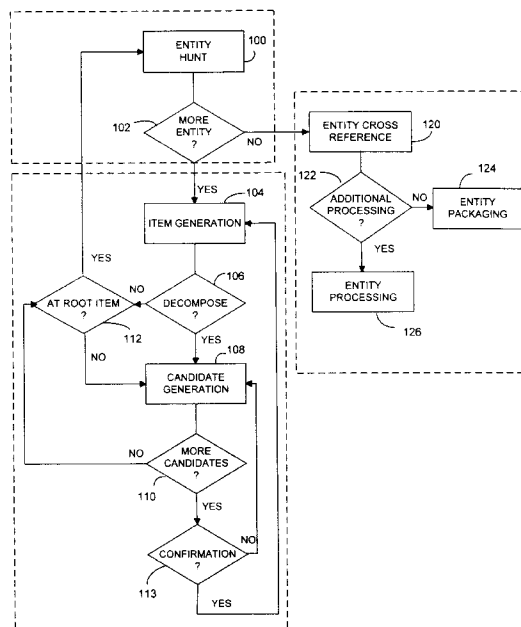 ENTITY
HUNT
100
102
MORE
ENTITY
?
NO
YES
ENTITY CROSS
REFERENCE
120
122
ADDITIONAL
PROCESSING
?
NO
124
ENTITY
PACKAGING
YES
ENTITY
PROCESSING
126
104
ITEM GENERATION
YES
AT ROOT ITEM
?
112
NO
NO
106
DECOMPOSE
?
YES
108
CANDIDATE
GENERATION
NO
MORE
CANDIDATES
?
110
YES
CONFIRMATION
?
113
NO
YES